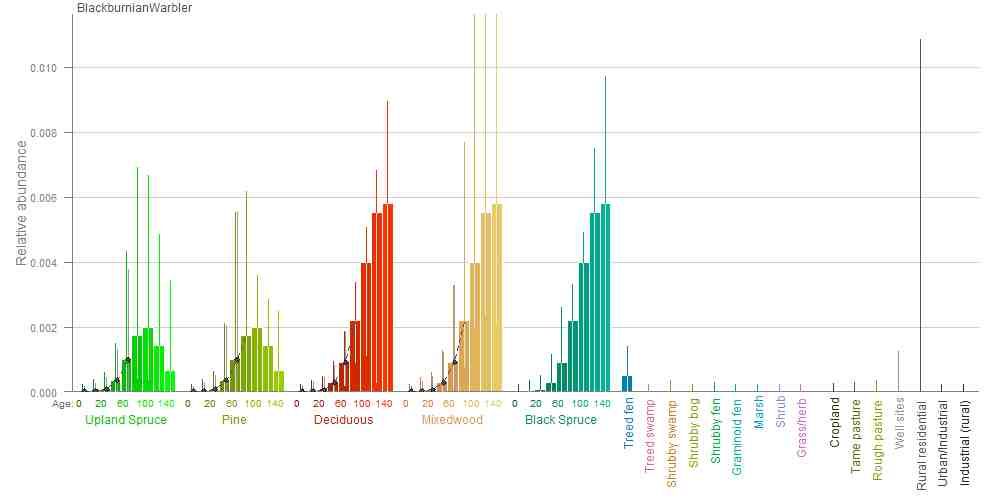 BlackburnianWarbler
Relative abundance
0.010
0.008
0.006
0.004
0.002
0.000
Age: 0 20 60 100 140 0 20 60 100 140 0 20 60 100 140 0 20 60 100 140 0 20 60 100 140
Upland Spruce Pine Deciduous Mixedwood Black Spruce
Treed fen
Treed swamp
Shrubby swamp
Shrubby bog
Shrubby fen
Graminoid fen
Marsh
Shrub
Grass/herb
Cropland
Tame pasture
Rough pasture
Well sites
Rural residential
Urban/Industrial
Industrial (rural)